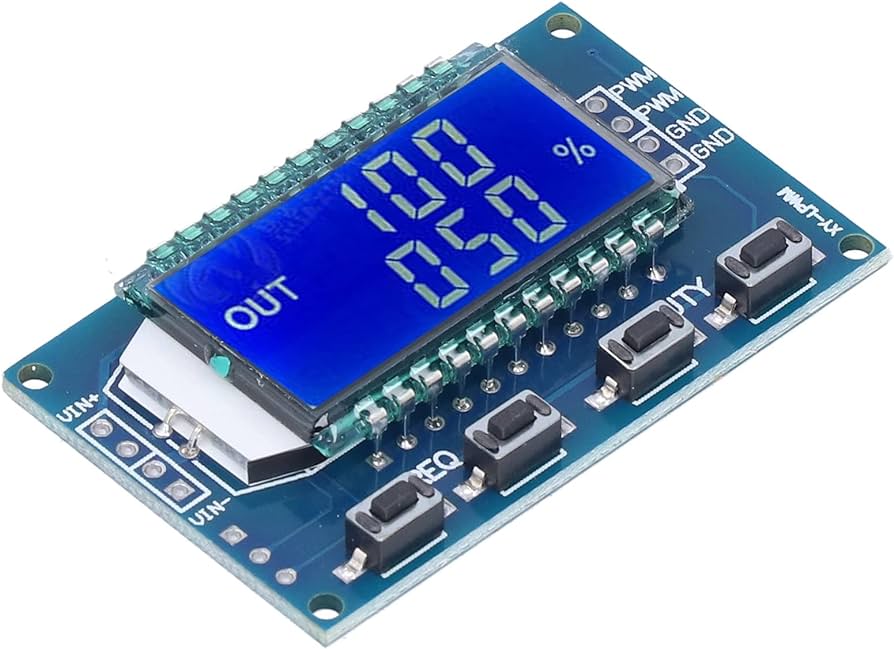 100
050 %
OUT
PWM
PWM
GND
GND
XY-LPWM
UTY
REQ
VIN+
VIN-